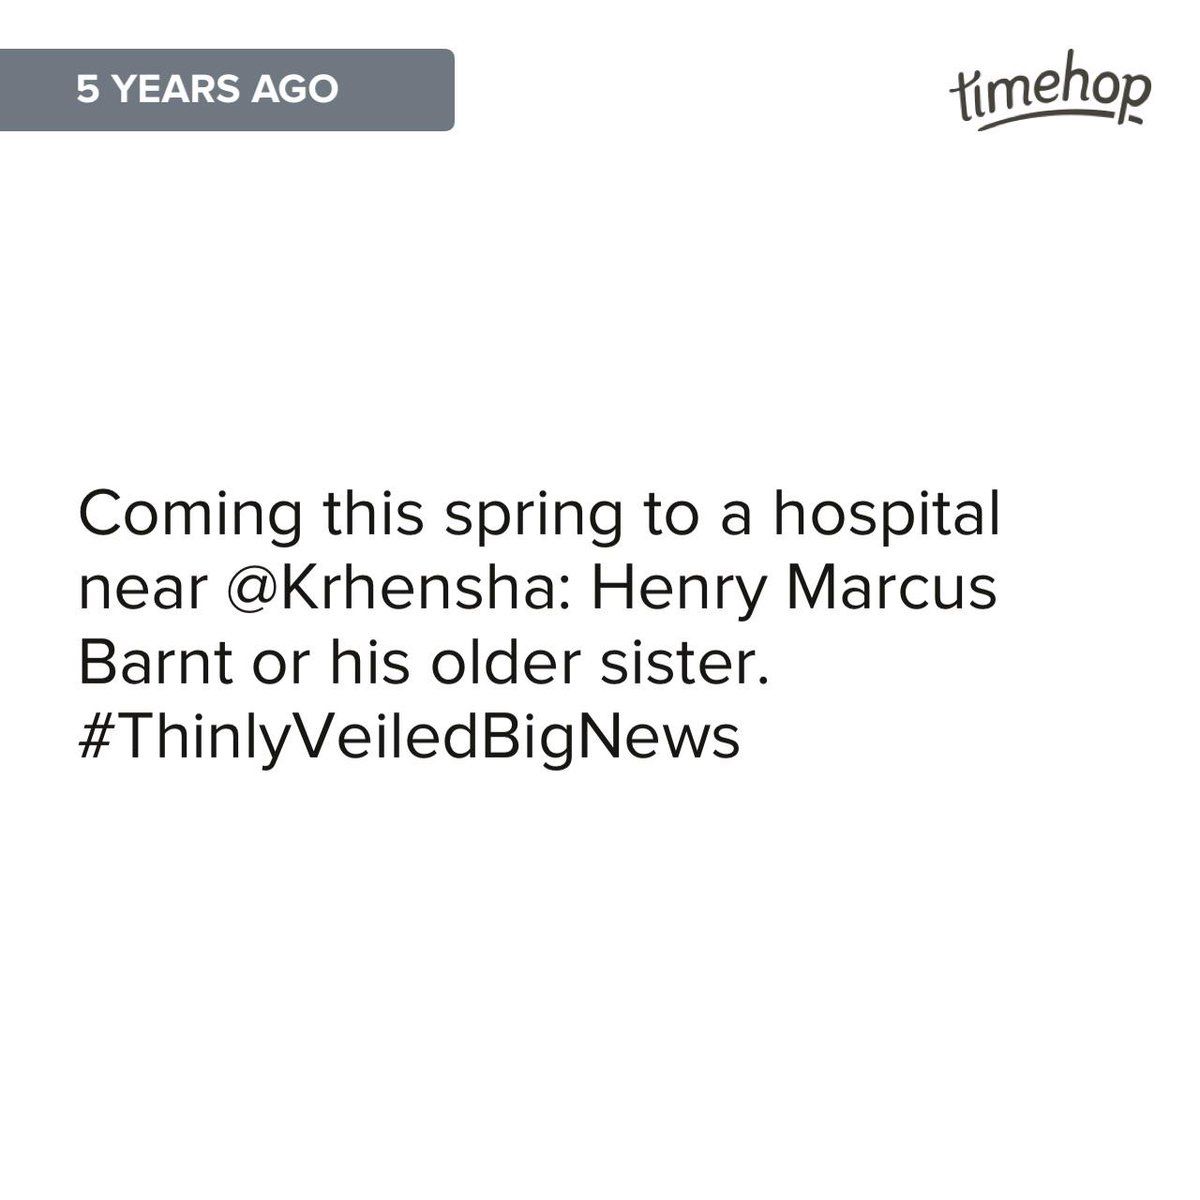 5 YEARS AGO
timehop
Coming this spring to a hospital
near @Krhensha: Henry Marcus
Barnt or his older sister.
#ThinlyVeiledBigNews